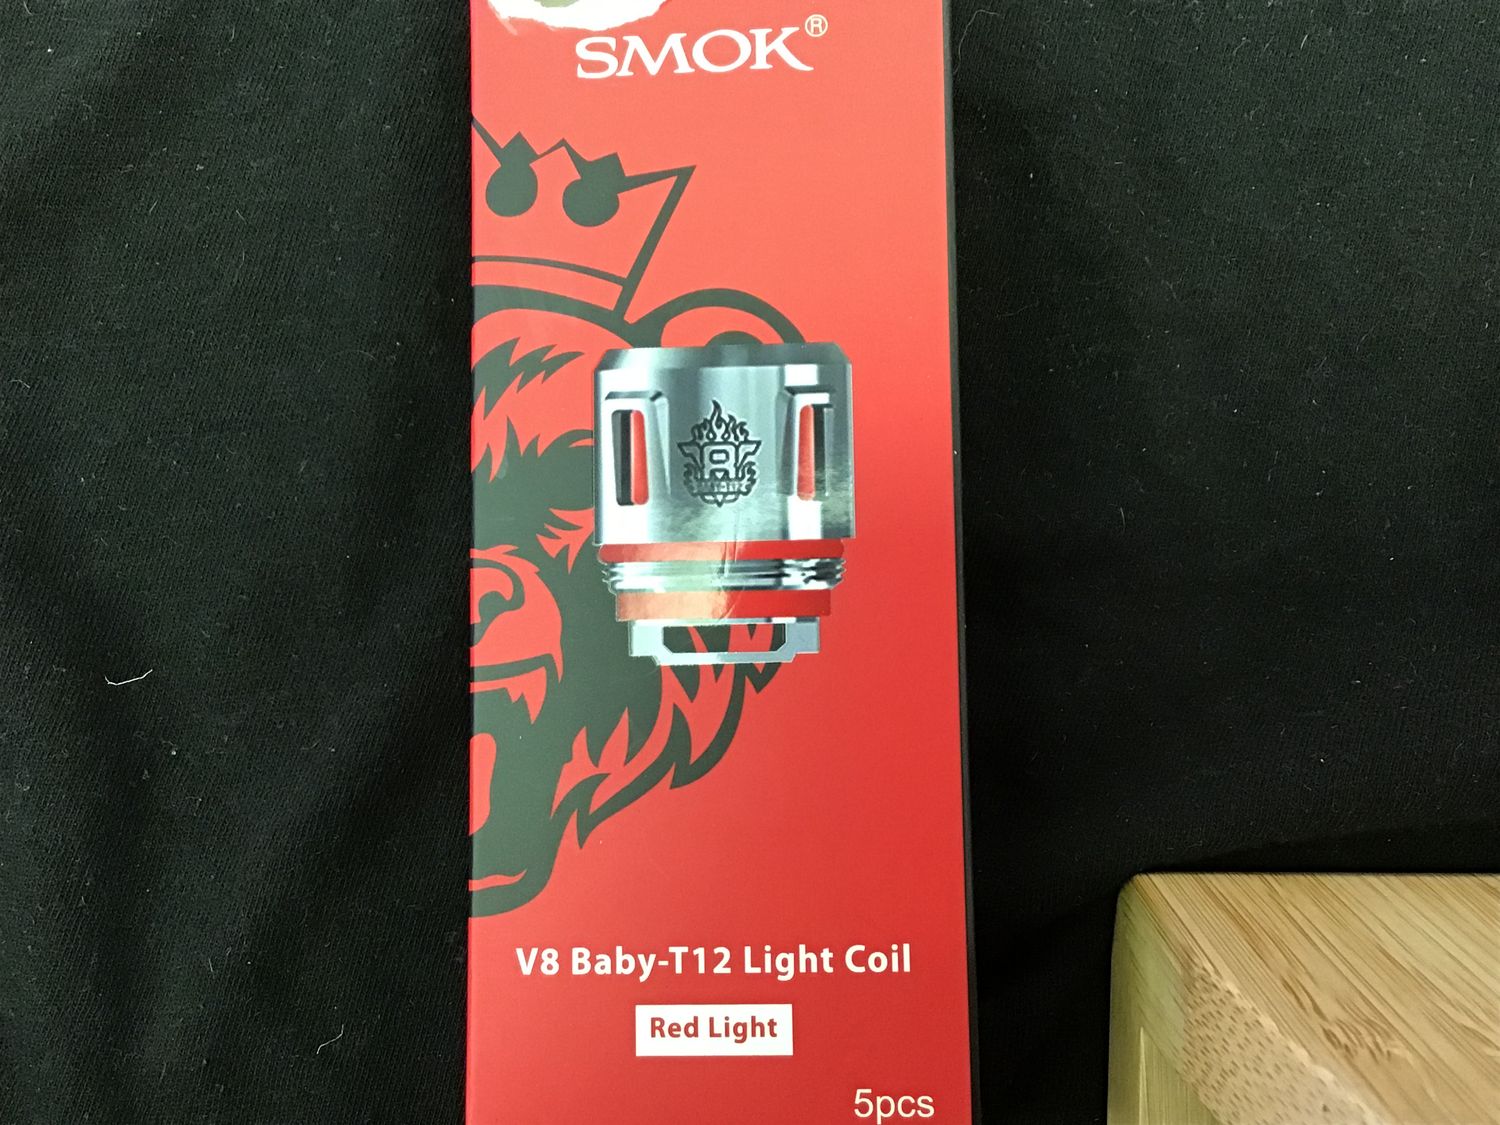 SMOK®
V8 Baby-T12 Light Coil
Red Light
5pcs